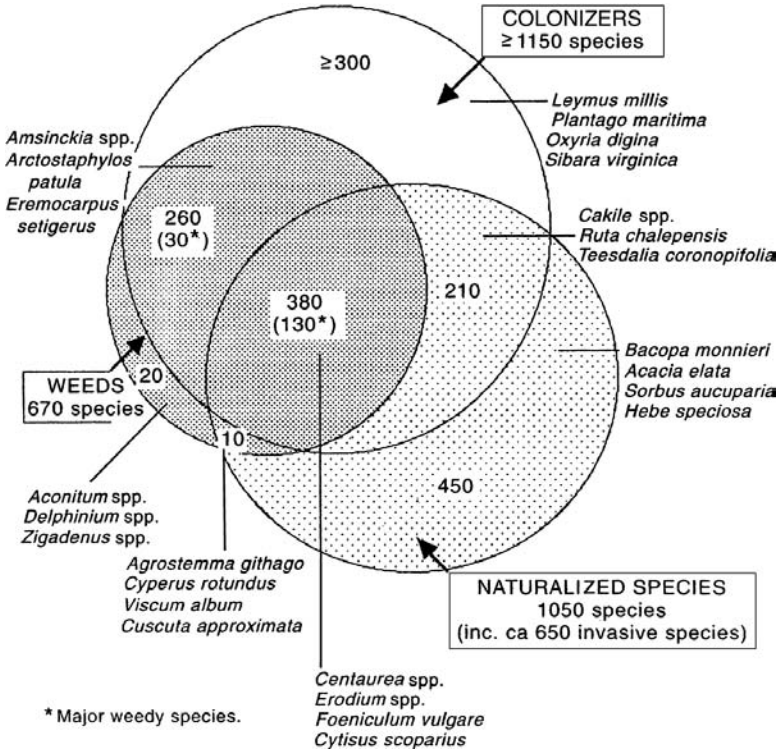 COLONIZERS
≥1150 species
≥300
Leymus millis
Plantago maritima
Oxyria digina
Sibara virginica
Amsinckia spp.
Arctostaphylos
patula
Eremocarpus
setigerus
260
(30*)
Cakile spp.
Ruta chalepensis
Teesdalia coronopifolia
380
(130*)
210
Bacopa monnieri
Acacia elata
Sorbus aucuparia
Hebe speciosa
WEEDS
670 species
20
10
450
Aconitum spp.
Delphinium spp.
Zigadenus spp.
Agrostemma githago
Cyperus rotundus
Viscum album
Cuscuta approximata
NATURALIZED SPECIES
1050 species
(inc. ca 650 invasive species)
Centaurea spp.
Erodium spp.
Foeniculum vulgare
Cytisus scoparius
* Major weedy species.